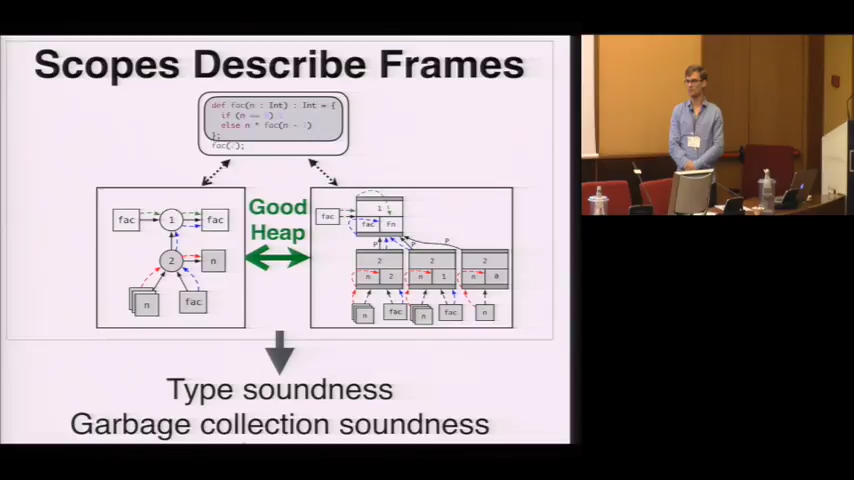 Scopes Describe Frames
def fac(n : Int) : Int = {
if (n ==
else n * fac(n -
};
fac(
Good
Heap
fac
1
fac
2
n
n
fac
fac
1
fac
Fn
P
P
P
2
2
2
n
2
n
1
n
0
n
fac
n
fac
n
Type soundness
Garbage collection soundness